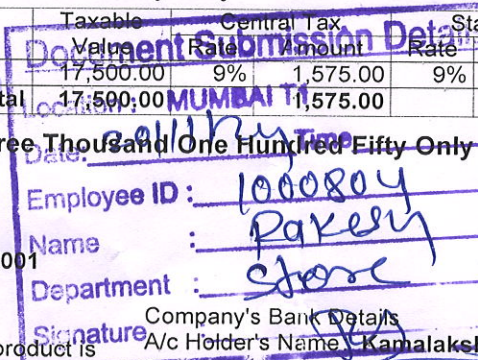 Taxable Central Tax Sta
Value Rate Amount Rate
Document Submission Deta
17,500.00 9% 1,575.00 9%
tal 17,500.00 1,575.00
Location : MUMBAI T1
ree Thousand One Hundred Fifty Only
Date: Time
Employee ID : 1000804
Name : Rakesh
001
Department : Store
Company's Bank Details
Signature
product is A/c Holder's Name Kamalaksh